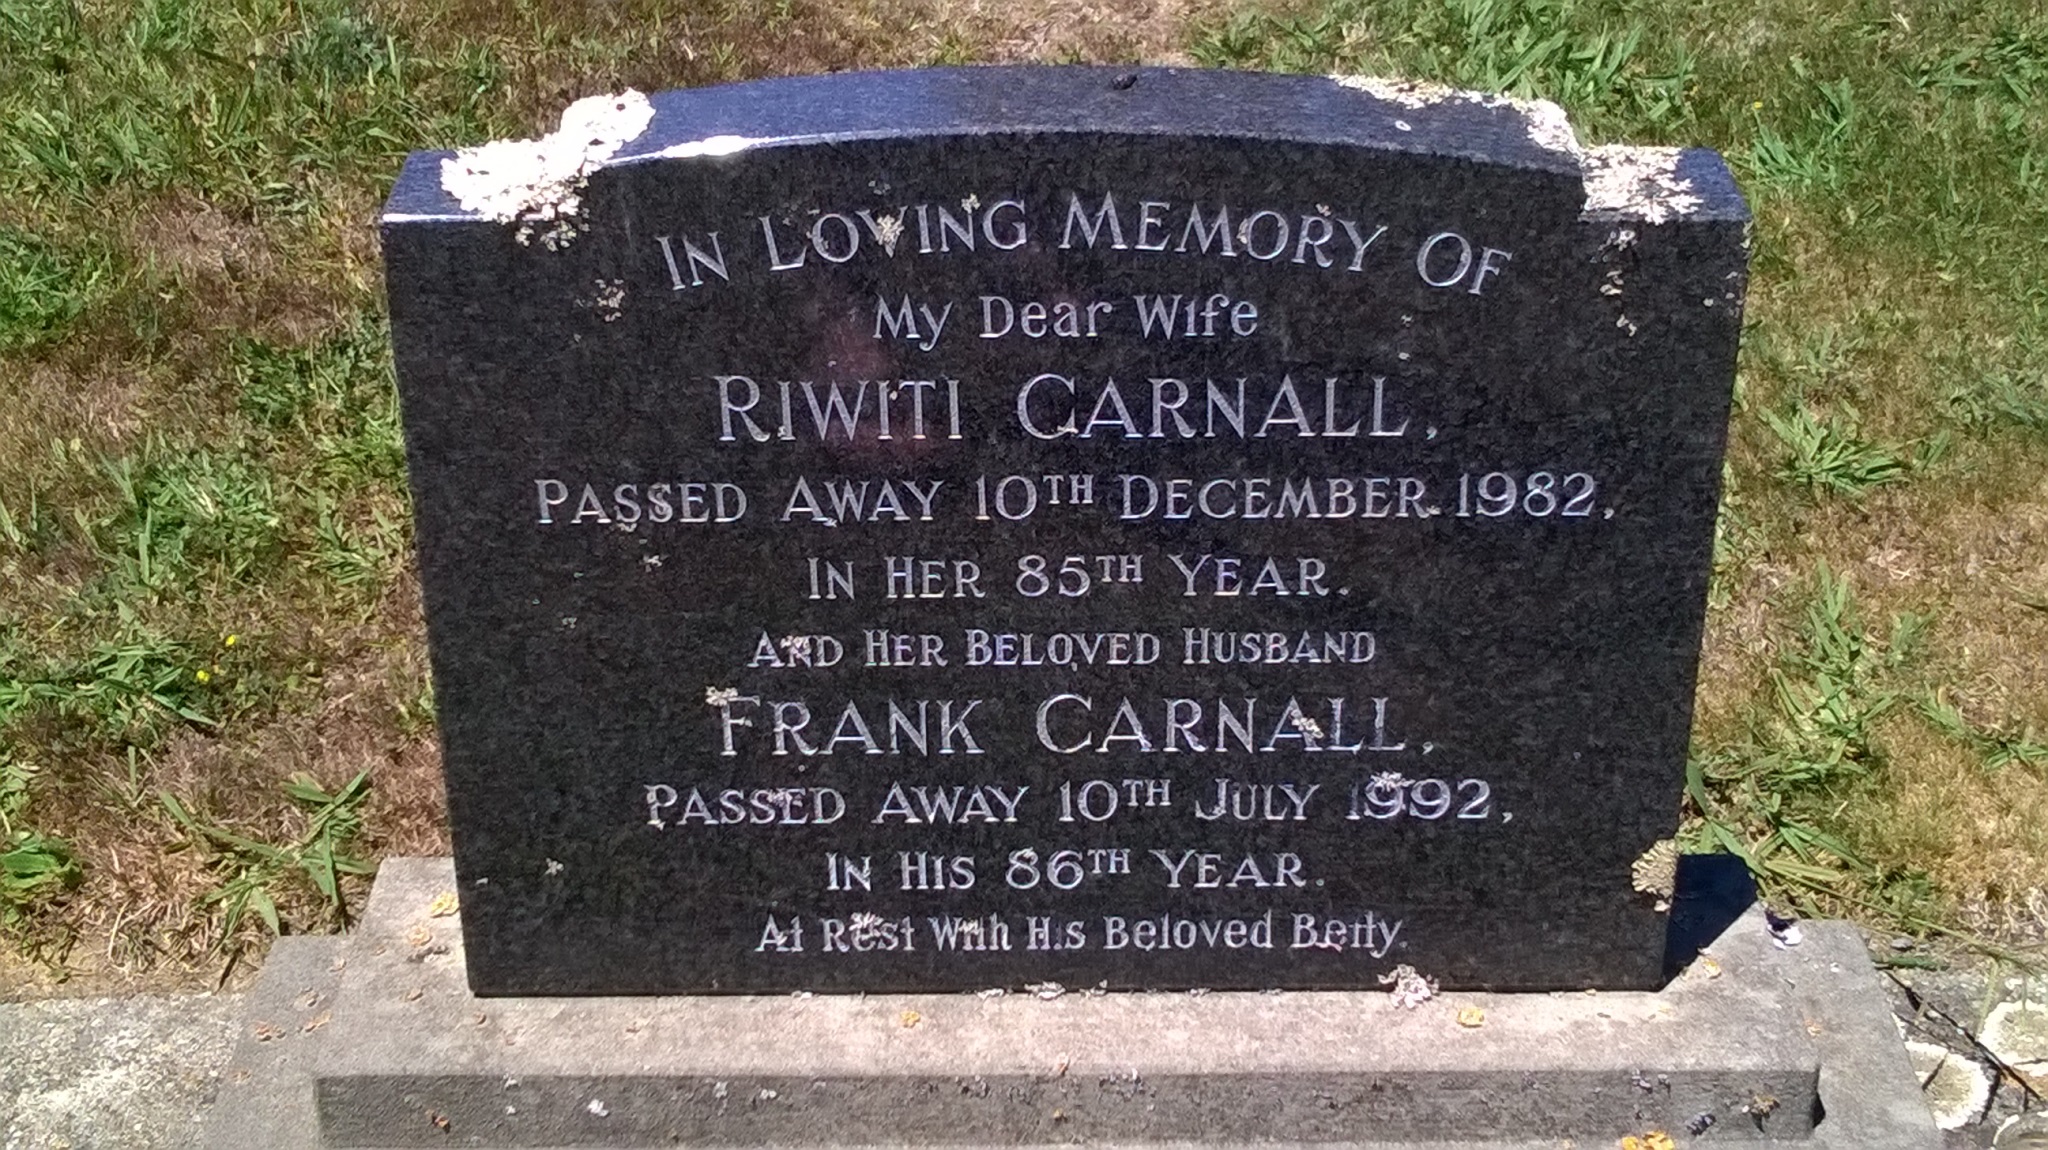 IN LOVING MEMORY OF
My Dear Wife
RIWITI CARNALL,
PASSED AWAY 10TH DECEMBER 1982,
IN HER 85TH YEAR.
AND HER BELOVED HUSBAND
FRANK CARNALL,
PASSED AWAY 10TH JULY 1992,
IN HIS 86TH YEAR.
At Rest With His Beloved Betty.